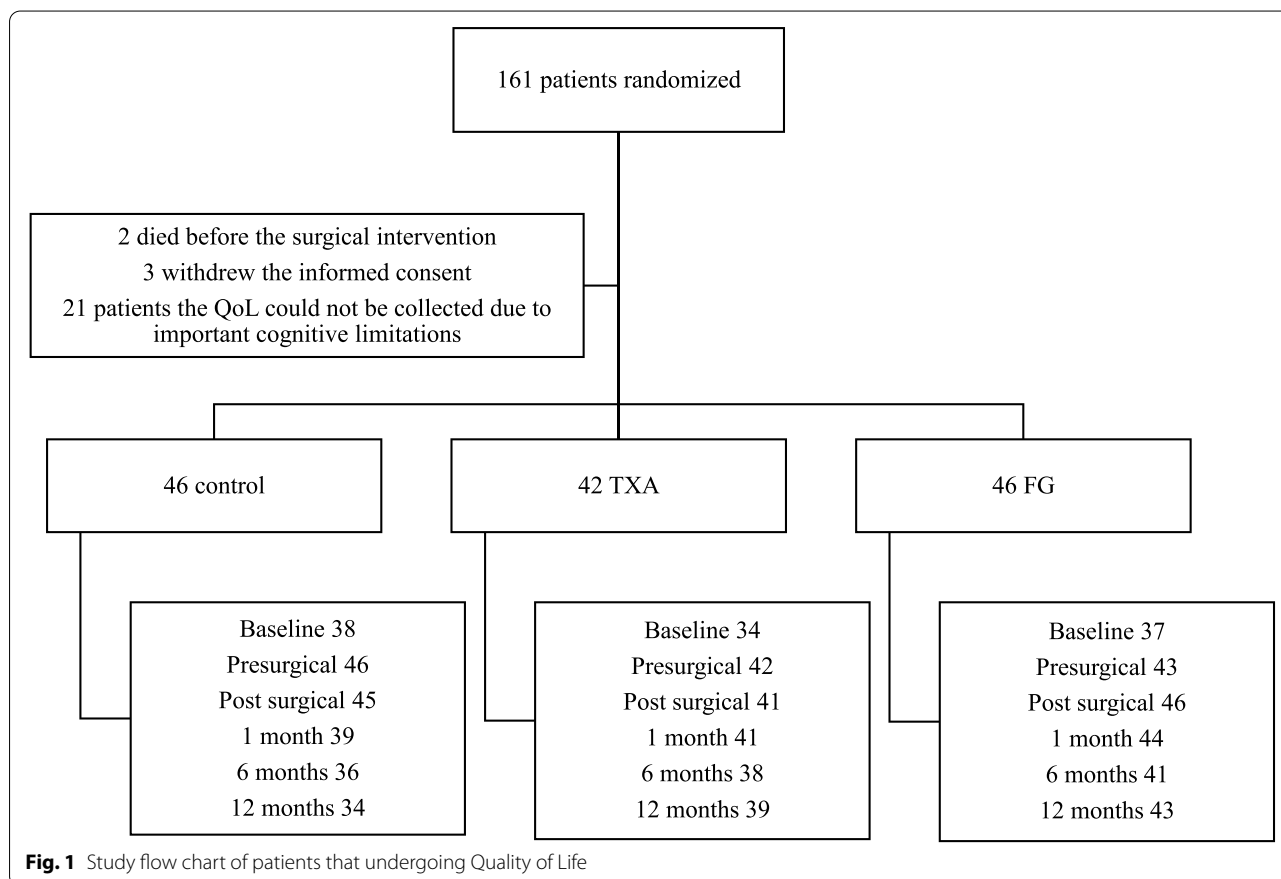 161 patients randomized
2 died before the surgical intervention
3 withdrew the informed consent
21 patients the QoL could not be collected due to
important cognitive limitations
46 control
42 TXA
46 FG
Baseline 38
Presurgical 46
Post surgical 45
1 month 39
6 months 36
12 months 34
Baseline 34
Presurgical 42
Post surgical 41
1 month 41
6 months 38
12 months 39
Baseline 37
Presurgical 43
Post surgical 46
1 month 44
6 months 41
12 months 43
Fig. 1 Study flow chart of patients that undergoing Quality of Life